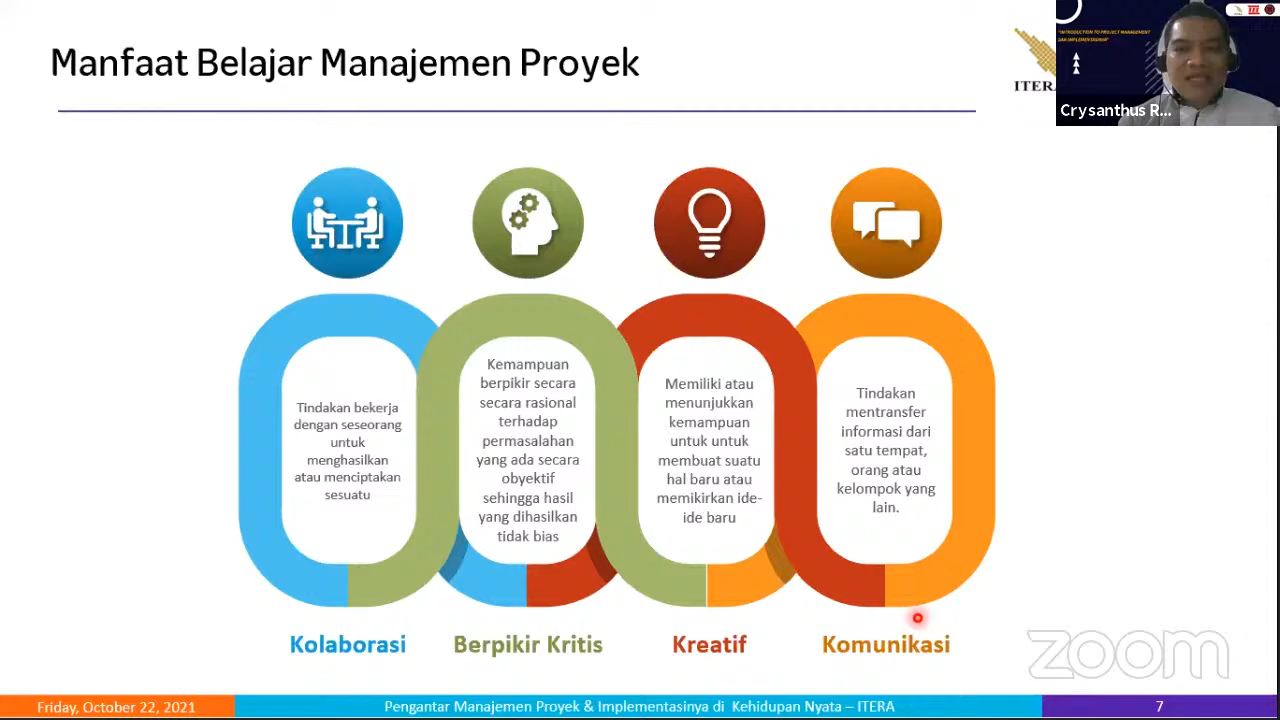 Manfaat Belajar Manajemen Proyek
ITERA
"INTRODUCTION TO PROJECT MANAGEMENT
Crysanthus R...
Tindakan bekerja
dengan seseorang
untuk
menghasilkan
atau menciptakan
sesuatu
Kemampuan
berpikir secara
secara rasional
terhadap
permasalahan
yang ada secara
obyektif
sehingga hasil
yang dihasilkan
tidak bias
Memiliki atau
menunjukkan
kemampuan
untuk untuk
membuat suatu
hal baru atau
memikirkan ide-
ide baru
Tindakan
mentransfer
informasi dari
satu tempat,
orang atau
kelompok yang
lain.
Kolaborasi
Berpikir Kritis
Kreatif
Komunikasi
zoom
Friday, October 22, 2021
Pengantar Manajemen Proyek & Implementasinya di Kehidupan Nyata – ITERA
7